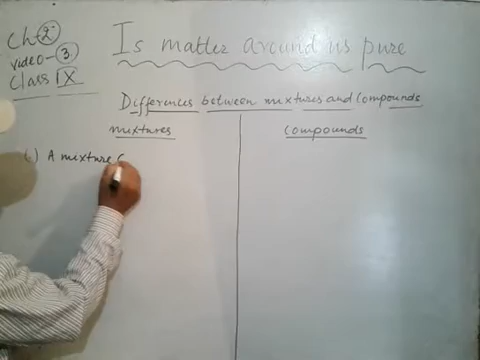 Ch-2
Is matter around us pure
video-3.
Class IX
Differences between mixtures and Compounds
mixtures
Compounds
(1) A mixture C